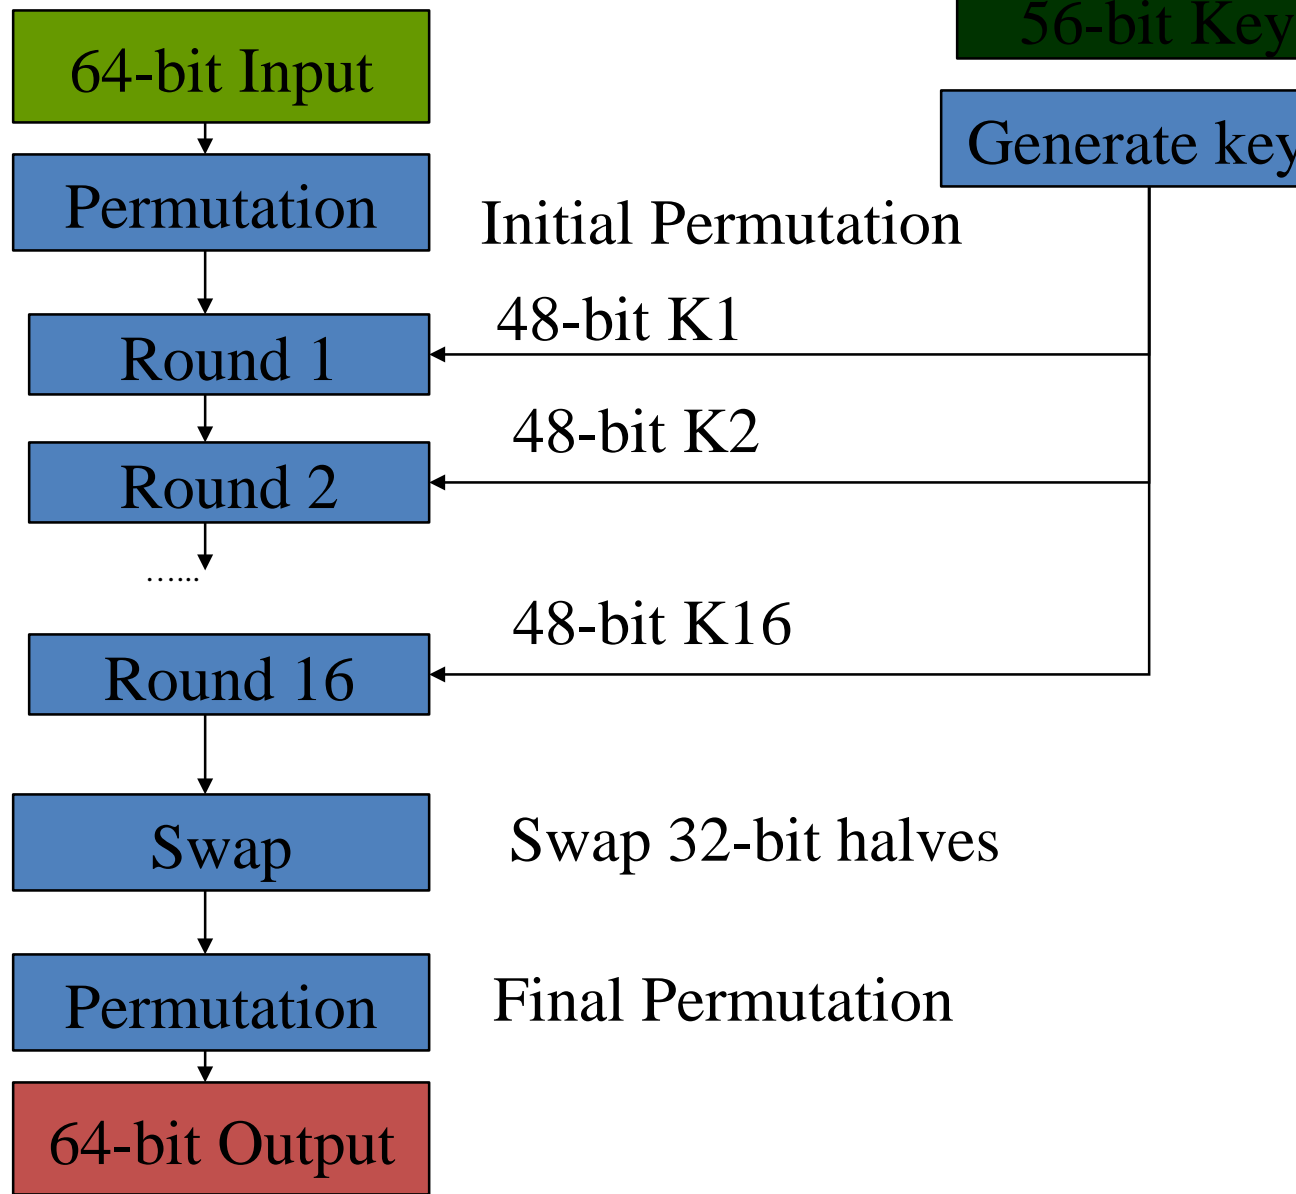 56-bit Key
64-bit Input
Generate key
Permutation
Initial Permutation
48-bit K1
Round 1
48-bit K2
Round 2
…...
48-bit K16
Round 16
Swap
Swap 32-bit halves
Permutation
Final Permutation
64-bit Output